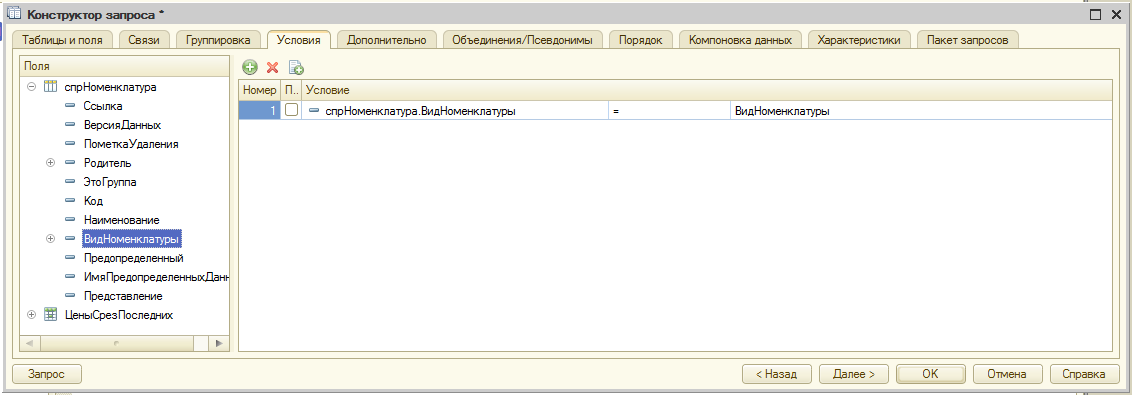 Конструктор запроса *
Таблицы и поля Связи Группировка Условия Дополнительно Объединения/Псевдонимы Порядок Компоновка данных Характеристики Пакет запросов
Поля
спрНоменклатура
Ссылка
ВерсияДанных
ПометкаУдаления
Родитель
ЭтоГруппа
Код
Наименование
ВидНоменклатуры
Предопределенный
ИмяПредопределенныхДанн
Представление
ЦеныСрезПоследних
Номер П.. Условие
1 спрНоменклатура.ВидНоменклатуры = ВидНоменклатуры
Запрос < Назад Далее > OK Отмена Справка